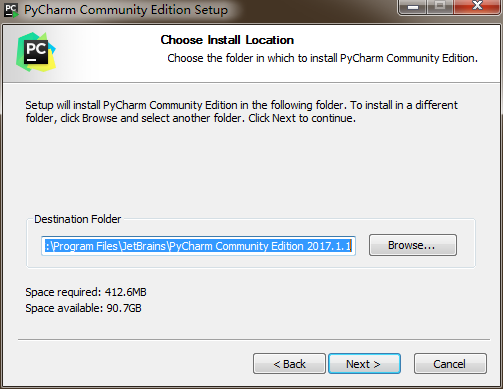 PyCharm Community Edition Setup
PC
Choose Install Location
Choose the folder in which to install PyCharm Community Edition.
Setup will install PyCharm Community Edition in the following folder. To install in a different
folder, click Browse and select another folder. Click Next to continue.
Destination Folder
:\Program Files\JetBrains\PyCharm Community Edition 2017.1.1
Browse...
Space required: 412.6MB
Space available: 90.7GB
< Back
Next >
Cancel